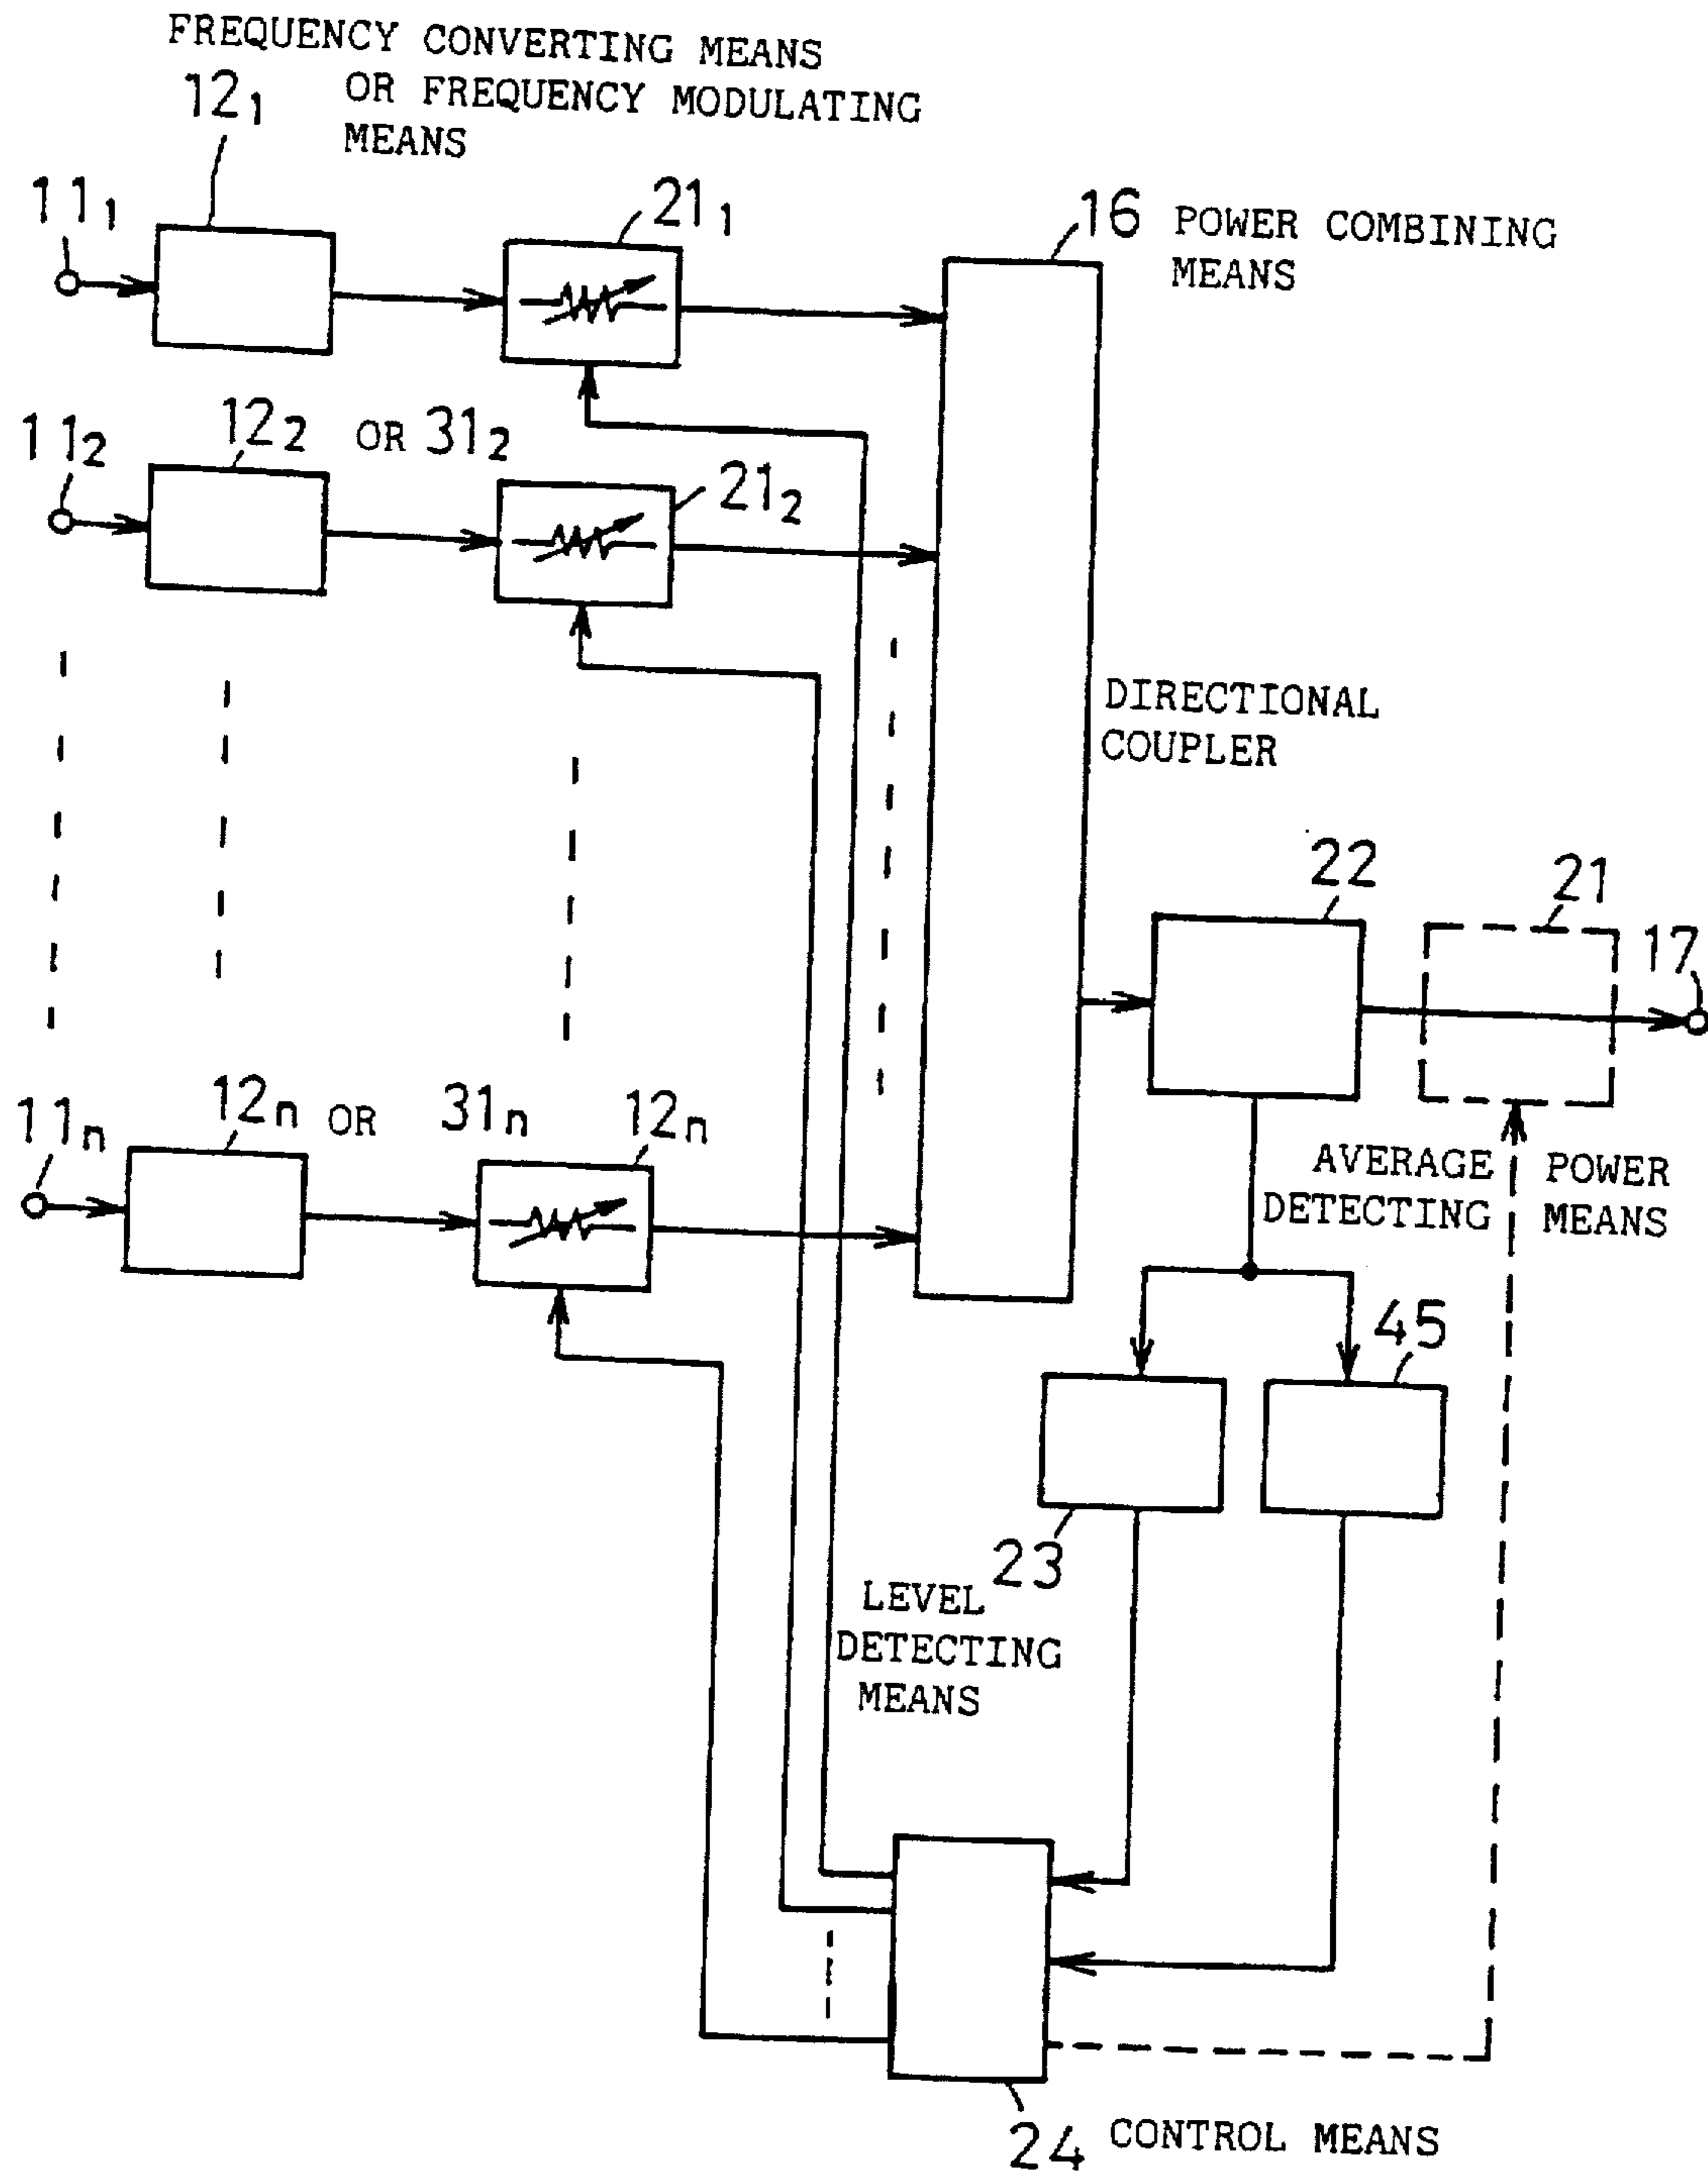 FREQUENCY CONVERTING MEANS
OR FREQUENCY MODULATING
MEANS
12₁
11₁
21₁
16 POWER COMBINING
MEANS
11₂
12₂ OR 31₂
21₂
DIRECTIONAL
COUPLER
22
21
17
11ₙ
12ₙ OR 31ₙ
12ₙ
AVERAGE POWER
DETECTING MEANS
45
23
LEVEL
DETECTING
MEANS
24 CONTROL MEANS